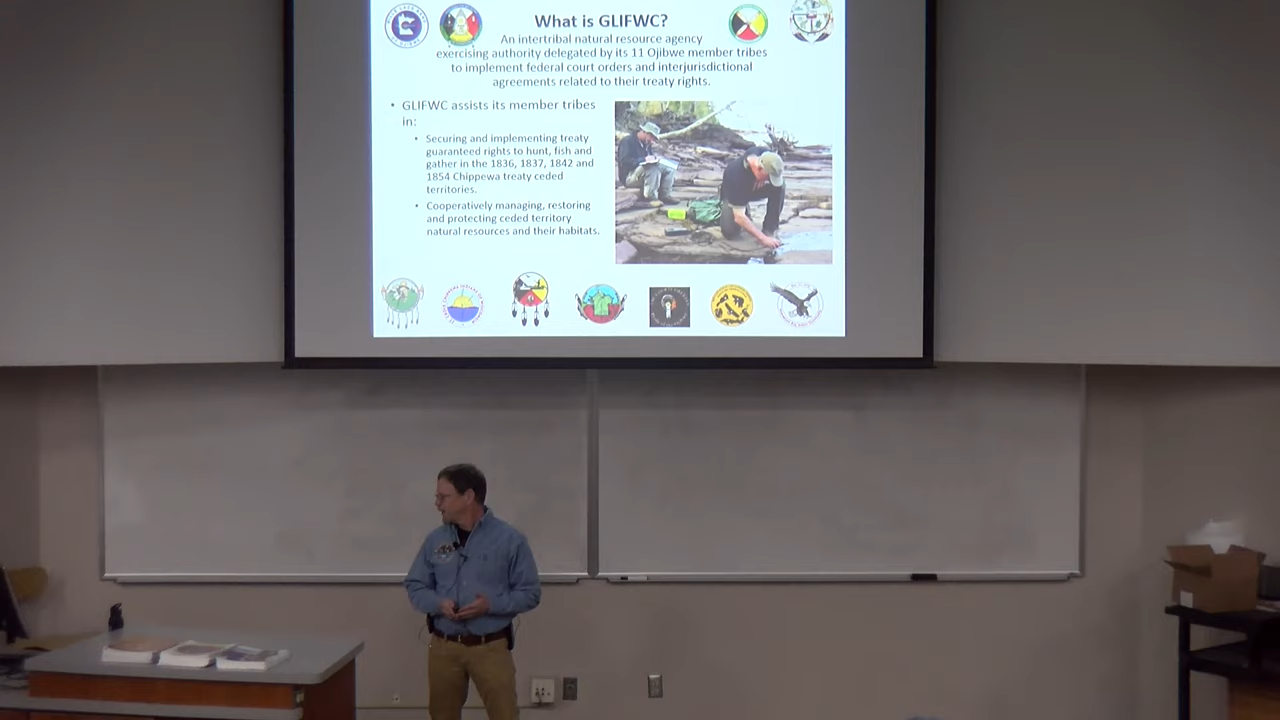 What is GLIFWC?
An intertribal natural resource agency
exercising authority delegated by its 11 Ojibwe member tribes
to implement federal court orders and interjurisdictional
agreements related to their treaty rights.
• GLIFWC assists its member tribes
in:
• Securing and implementing treaty
guaranteed rights to hunt, fish and
gather in the 1836, 1837, 1842 and
1854 Chippewa treaty ceded
territories.
• Cooperatively managing, restoring
and protecting ceded territory
natural resources and their habitats.